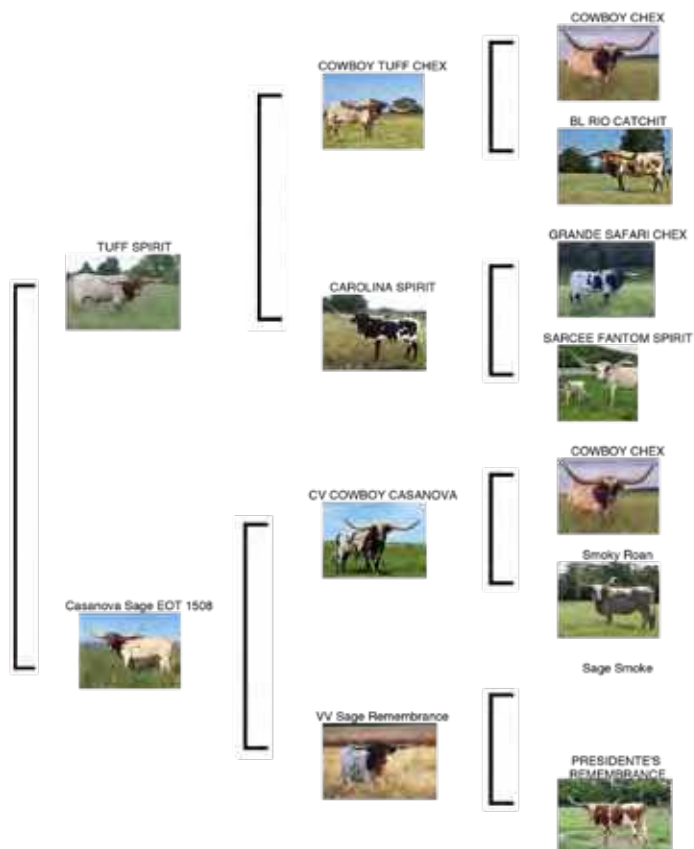 COWBOY CHEX
COWBOY TUFF CHEX
BL RIO CATCHIT
TUFF SPIRIT
GRANDE SAFARI CHEX
CAROLINA SPIRIT
SARCEE FANTOM SPIRIT
COWBOY CHEX
CV COWBOY CASANOVA
Smoky Roan
Casanova Sage EOT 1508
Sage Smoke
VV Sage Remembrance
PRESIDENTE'S
REMEMBRANCE